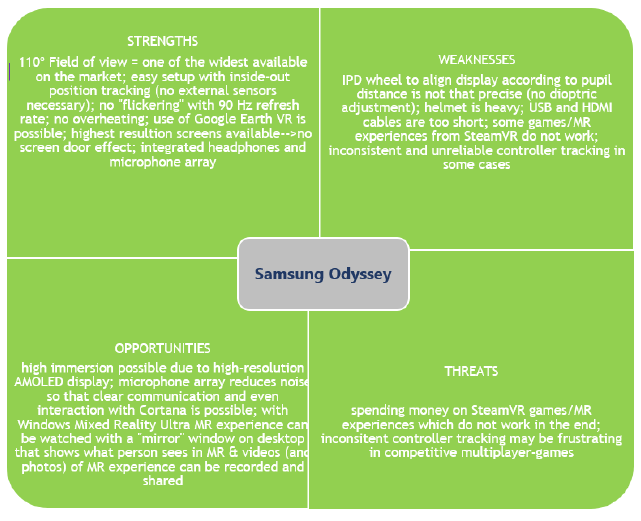 STRENGTHS
110° Field of view = one of the widest available
on the market; easy setup with inside-out
position tracking (no external sensors
necessary); no "flickering" with 90 Hz refresh
rate; no overheating; use of Google Earth VR is
possible; highest resultion screens available-->no
screen door effect; integrated headphones and
microphone array
WEAKNESSES
IPD wheel to align display according to pupil
distance is not that precise (no dioptric
adjustment); helmet is heavy; USB and HDMI
cables are too short; some games/MR
experiences from SteamVR do not work;
inconsistent and unreliable controller tracking in
some cases
Samsung Odyssey
OPPORTUNITIES
high immersion possible due to high-resolution
AMOLED display; microphone array reduces noise
so that clear communication and even
interaction with Cortana is possible; with
Windows Mixed Reality Ultra MR experience can
be watched with a "mirror" window on desktop
that shows what person sees in MR & videos (and
photos) of MR experience can be recorded and
shared
THREATS
spending money on SteamVR games/MR
experiences which do not work in the end;
inconsitent controller tracking may be frustrating
in competitive multiplayer-games